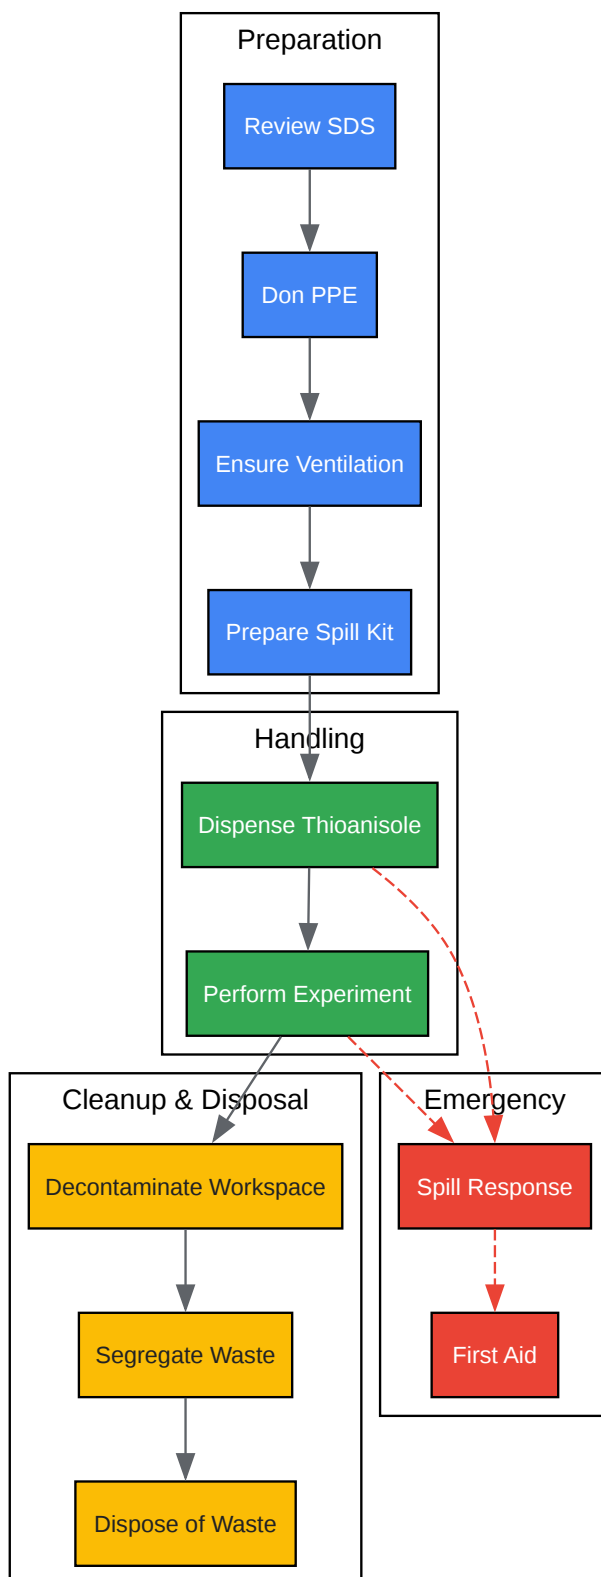 Preparation
Review SDS
Don PPE
Ensure Ventilation
Prepare Spill Kit
Handling
Dispense Thioanisole
Perform Experiment
Cleanup & Disposal
Decontaminate Workspace
Segregate Waste
Dispose of Waste
Emergency
Spill Response
First Aid